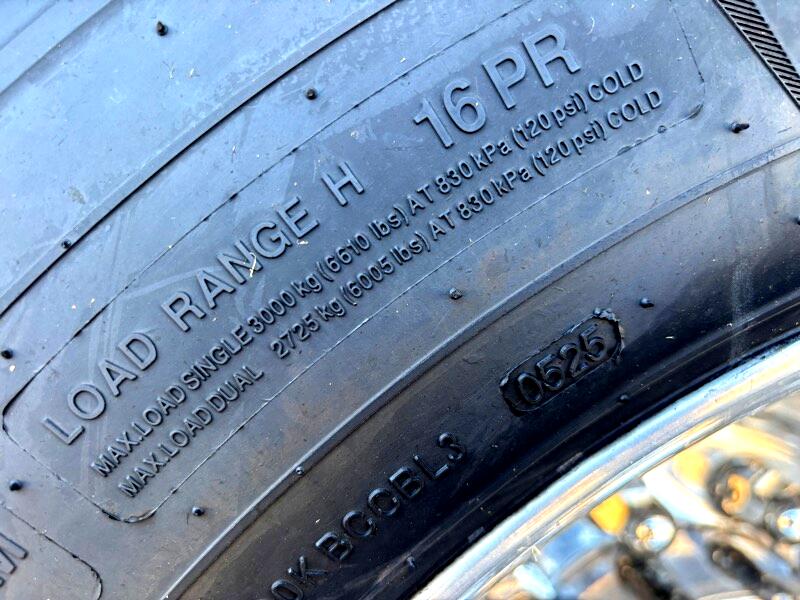 LOAD RANGE H 16 PR
MAX.LOAD SINGLE 3000 kg (6610 lbs) AT 830 kPa (120 psi) COLD
MAX.LOAD DUAL 2725 kg (6005 lbs) AT 830 kPa (120 psi) COLD
0525